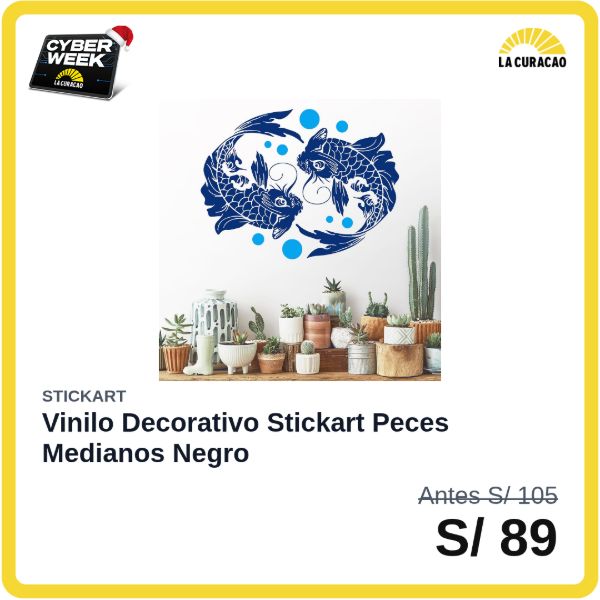 CYBER
WEEK
LA CURACAO
LA CURACAO
STICKART
Vinilo Decorativo Stickart Peces
Medianos Negro
Antes S/ 105
S/ 89